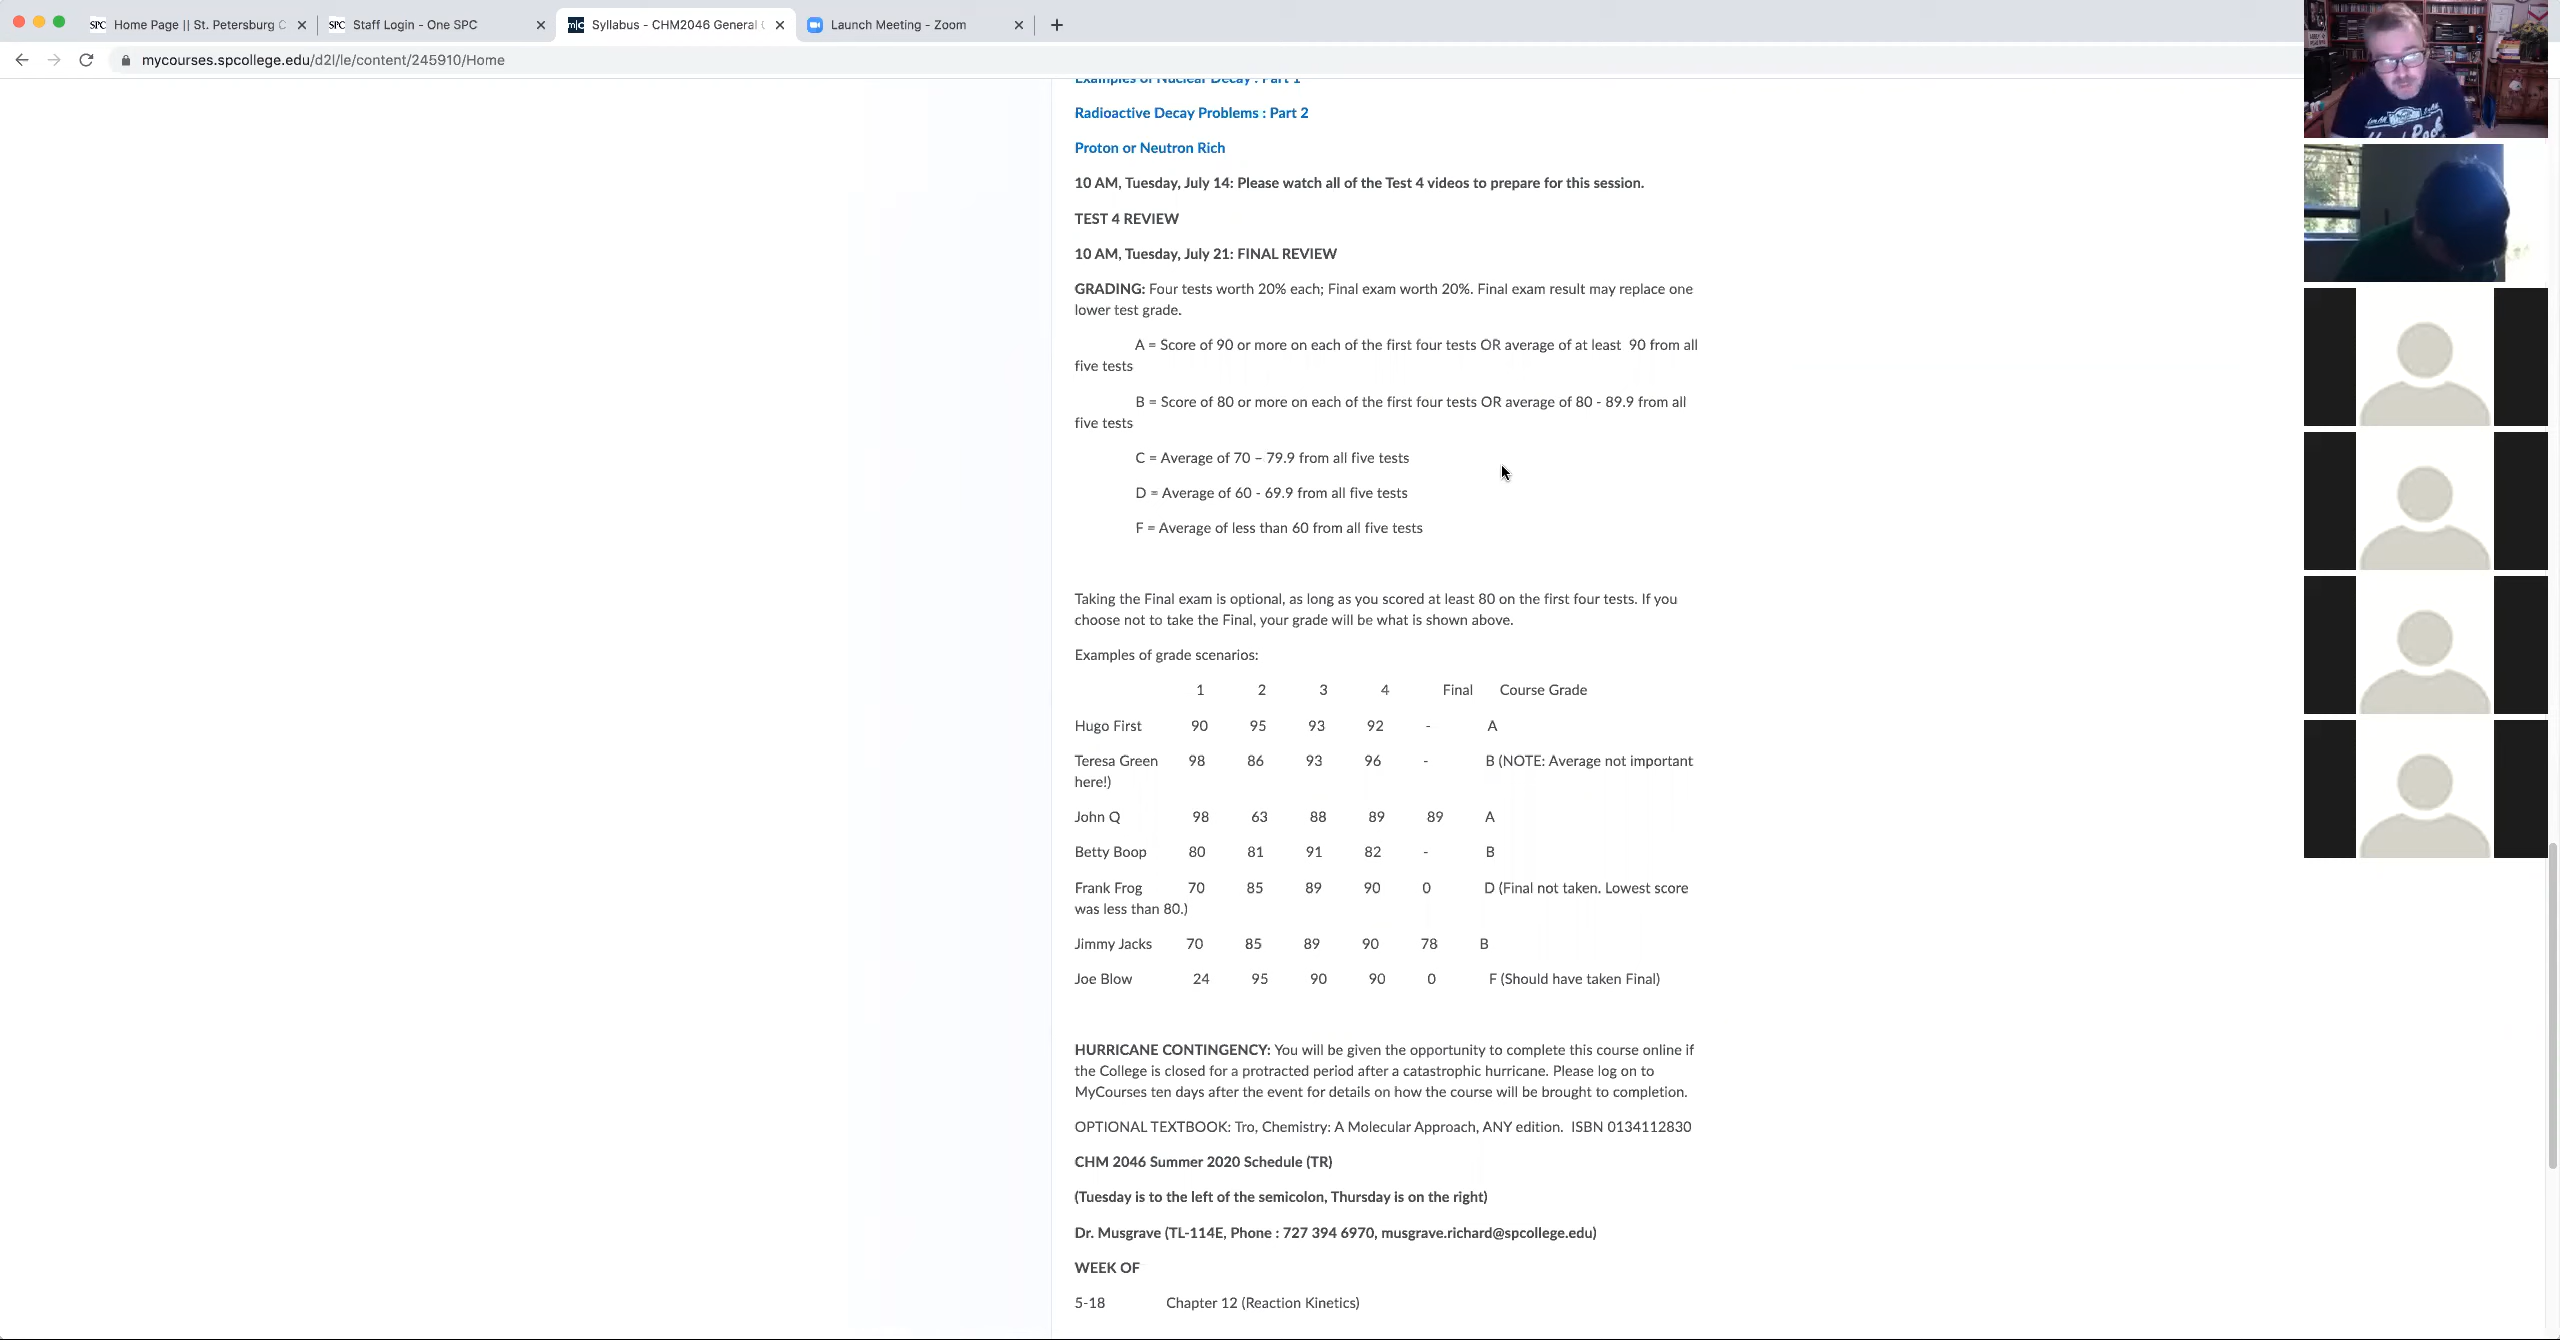 Home Page || St. Petersburg C
Staff Login - One SPC
Syllabus - CHM2046 General
Launch Meeting - Zoom
mycourses.spcollege.edu/d2l/le/content/245910/Home
Examples of Nuclear Decay : Part 1
Radioactive Decay Problems : Part 2
Proton or Neutron Rich
10 AM, Tuesday, July 14: Please watch all of the Test 4 videos to prepare for this session.
TEST 4 REVIEW
10 AM, Tuesday, July 21: FINAL REVIEW
GRADING: Four tests worth 20% each; Final exam worth 20%. Final exam result may replace one
lower test grade.
A = Score of 90 or more on each of the first four tests OR average of at least  90 from all
five tests
B = Score of 80 or more on each of the first four tests OR average of 80 - 89.9 from all
five tests
C = Average of 70 – 79.9 from all five tests
D = Average of 60 - 69.9 from all five tests
F = Average of less than 60 from all five tests
Taking the Final exam is optional, as long as you scored at least 80 on the first four tests. If you
choose not to take the Final, your grade will be what is shown above.
Examples of grade scenarios:
1 2 3 4 Final Course Grade
Hugo First 90 95 93 92 - A
Teresa Green 98 86 93 96 - B (NOTE: Average not important
here!)
John Q 98 63 88 89 89 A
Betty Boop 80 81 91 82 - B
Frank Frog 70 85 89 90 0 D (Final not taken. Lowest score
was less than 80.)
Jimmy Jacks 70 85 89 90 78 B
Joe Blow 24 95 90 90 0 F (Should have taken Final)
HURRICANE CONTINGENCY: You will be given the opportunity to complete this course online if
the College is closed for a protracted period after a catastrophic hurricane. Please log on to
MyCourses ten days after the event for details on how the course will be brought to completion.
OPTIONAL TEXTBOOK: Tro, Chemistry: A Molecular Approach, ANY edition.  ISBN 0134112830
CHM 2046 Summer 2020 Schedule (TR)
(Tuesday is to the left of the semicolon, Thursday is on the right)
Dr. Musgrave (TL-114E, Phone : 727 394 6970, musgrave.richard@spcollege.edu)
WEEK OF
5-18 Chapter 12 (Reaction Kinetics)